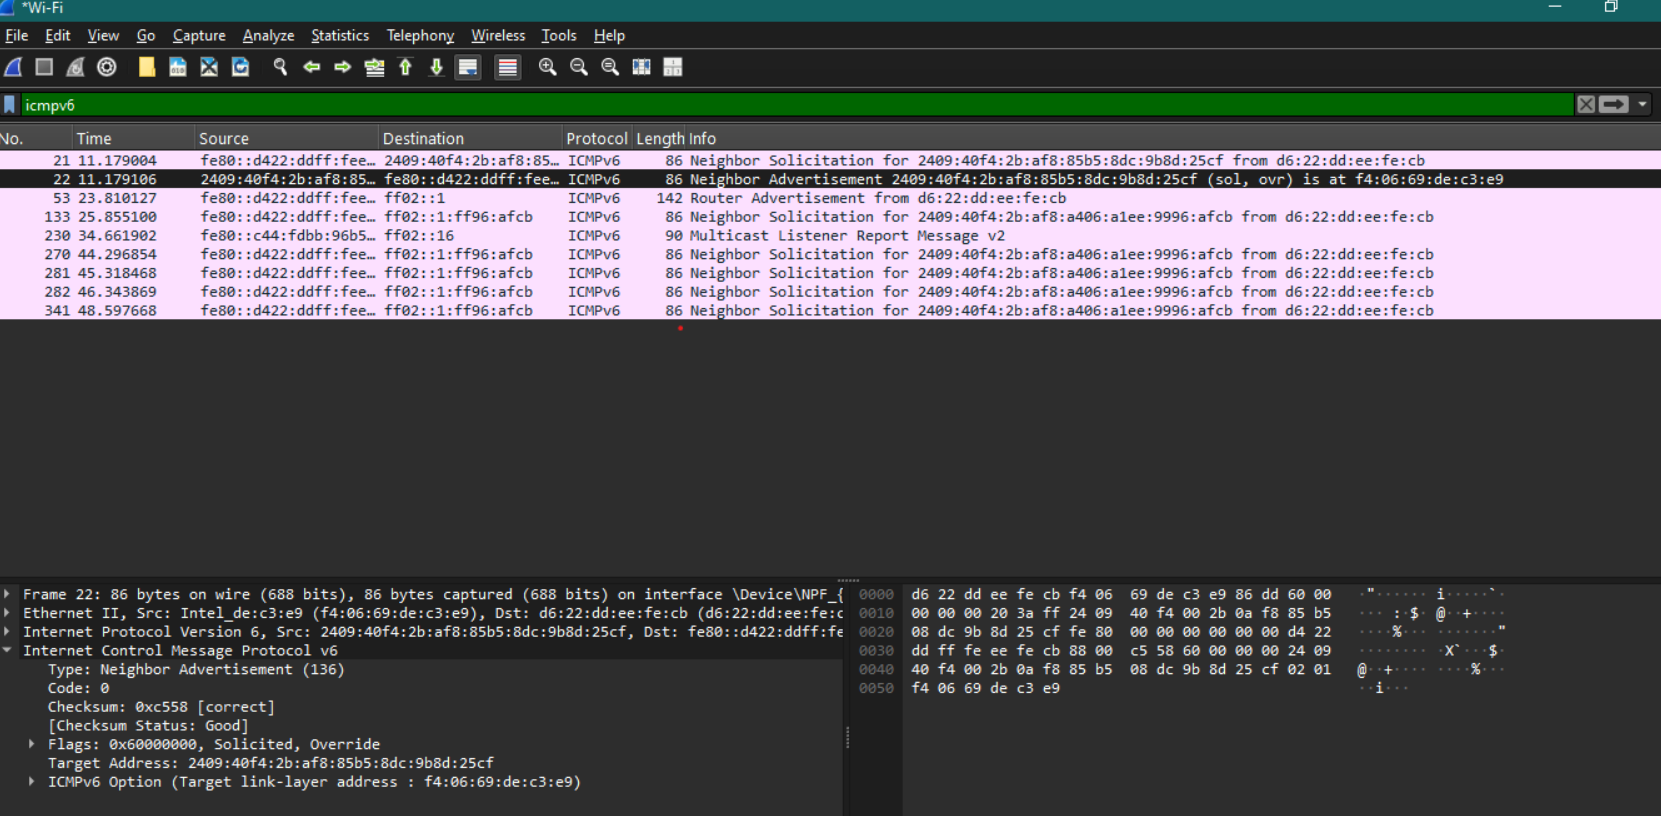 *Wi-Fi
File Edit View Go Capture Analyze Statistics Telephony Wireless Tools Help
icmpv6
No. Time Source Destination Protocol Length Info
21 11.179004 fe80::d422:ddff:fee… 2409:40f4:2b:af8:85… ICMPv6 86 Neighbor Solicitation for 2409:40f4:2b:af8:85b5:8dc:9b8d:25cf from d6:22:dd:ee:fe:cb
22 11.179106 2409:40f4:2b:af8:85… fe80::d422:ddff:fee… ICMPv6 86 Neighbor Advertisement 2409:40f4:2b:af8:85b5:8dc:9b8d:25cf (sol, ovr) is at f4:06:69:de:c3:e9
53 23.810127 fe80::d422:ddff:fee… ff02::1 ICMPv6 142 Router Advertisement from d6:22:dd:ee:fe:cb
133 25.855100 fe80::d422:ddff:fee… ff02::1:ff96:afcb ICMPv6 86 Neighbor Solicitation for 2409:40f4:2b:af8:a406:a1ee:9996:afcb from d6:22:dd:ee:fe:cb
230 34.661902 fe80::c44:fdbb:96b5… ff02::16 ICMPv6 90 Multicast Listener Report Message v2
270 44.296854 fe80::d422:ddff:fee… ff02::1:ff96:afcb ICMPv6 86 Neighbor Solicitation for 2409:40f4:2b:af8:a406:a1ee:9996:afcb from d6:22:dd:ee:fe:cb
281 45.318468 fe80::d422:ddff:fee… ff02::1:ff96:afcb ICMPv6 86 Neighbor Solicitation for 2409:40f4:2b:af8:a406:a1ee:9996:afcb from d6:22:dd:ee:fe:cb
282 46.343869 fe80::d422:ddff:fee… ff02::1:ff96:afcb ICMPv6 86 Neighbor Solicitation for 2409:40f4:2b:af8:a406:a1ee:9996:afcb from d6:22:dd:ee:fe:cb
341 48.597668 fe80::d422:ddff:fee… ff02::1:ff96:afcb ICMPv6 86 Neighbor Solicitation for 2409:40f4:2b:af8:a406:a1ee:9996:afcb from d6:22:dd:ee:fe:cb
Frame 22: 86 bytes on wire (688 bits), 86 bytes captured (688 bits) on interface \Device\NPF_{
Ethernet II, Src: Intel_de:c3:e9 (f4:06:69:de:c3:e9), Dst: d6:22:dd:ee:fe:cb (d6:22:dd:ee:fe:c
Internet Protocol Version 6, Src: 2409:40f4:2b:af8:85b5:8dc:9b8d:25cf, Dst: fe80::d422:ddff:fe
Internet Control Message Protocol v6
Type: Neighbor Advertisement (136)
Code: 0
Checksum: 0xc558 [correct]
[Checksum Status: Good]
Flags: 0x60000000, Solicited, Override
Target Address: 2409:40f4:2b:af8:85b5:8dc:9b8d:25cf
ICMPv6 Option (Target link-layer address : f4:06:69:de:c3:e9)
0000 d6 22 dd ee fe cb f4 06 69 de c3 e9 86 dd 60 00 ·"······ i·····`·
0010 00 00 00 20 3a ff 24 09 40 f4 00 2b 0a f8 85 b5 ··· :·$· @··+····
0020 08 dc 9b 8d 25 cf fe 80 00 00 00 00 00 00 d4 22 ····%··· ·······"
0030 dd ff fe ee fe cb 88 00 c5 58 60 00 00 00 24 09 ········ ·X`···$·
0040 40 f4 00 2b 0a f8 85 b5 08 dc 9b 8d 25 cf 02 01 @··+···· ····%···
0050 f4 06 69 de c3 e9 ··i···